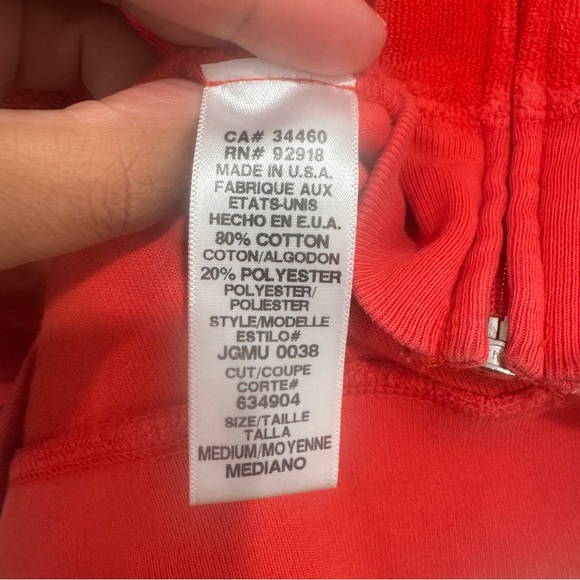 CA# 34460
RN# 92918
MADE IN U.S.A.
FABRIQUE AUX
ETATS-UNIS
HECHO EN E.U.A.
80% COTTON
COTON/ALGODON
20% POLYESTER
POLYESTER/
POLIESTER
STYLE/MODELLE
ESTILO#
JGMU 0038
CUT/COUPE
CORTE#
634904
SIZE/TAILLE
TALLA
MEDIUM/MOYENNE
MEDIANO